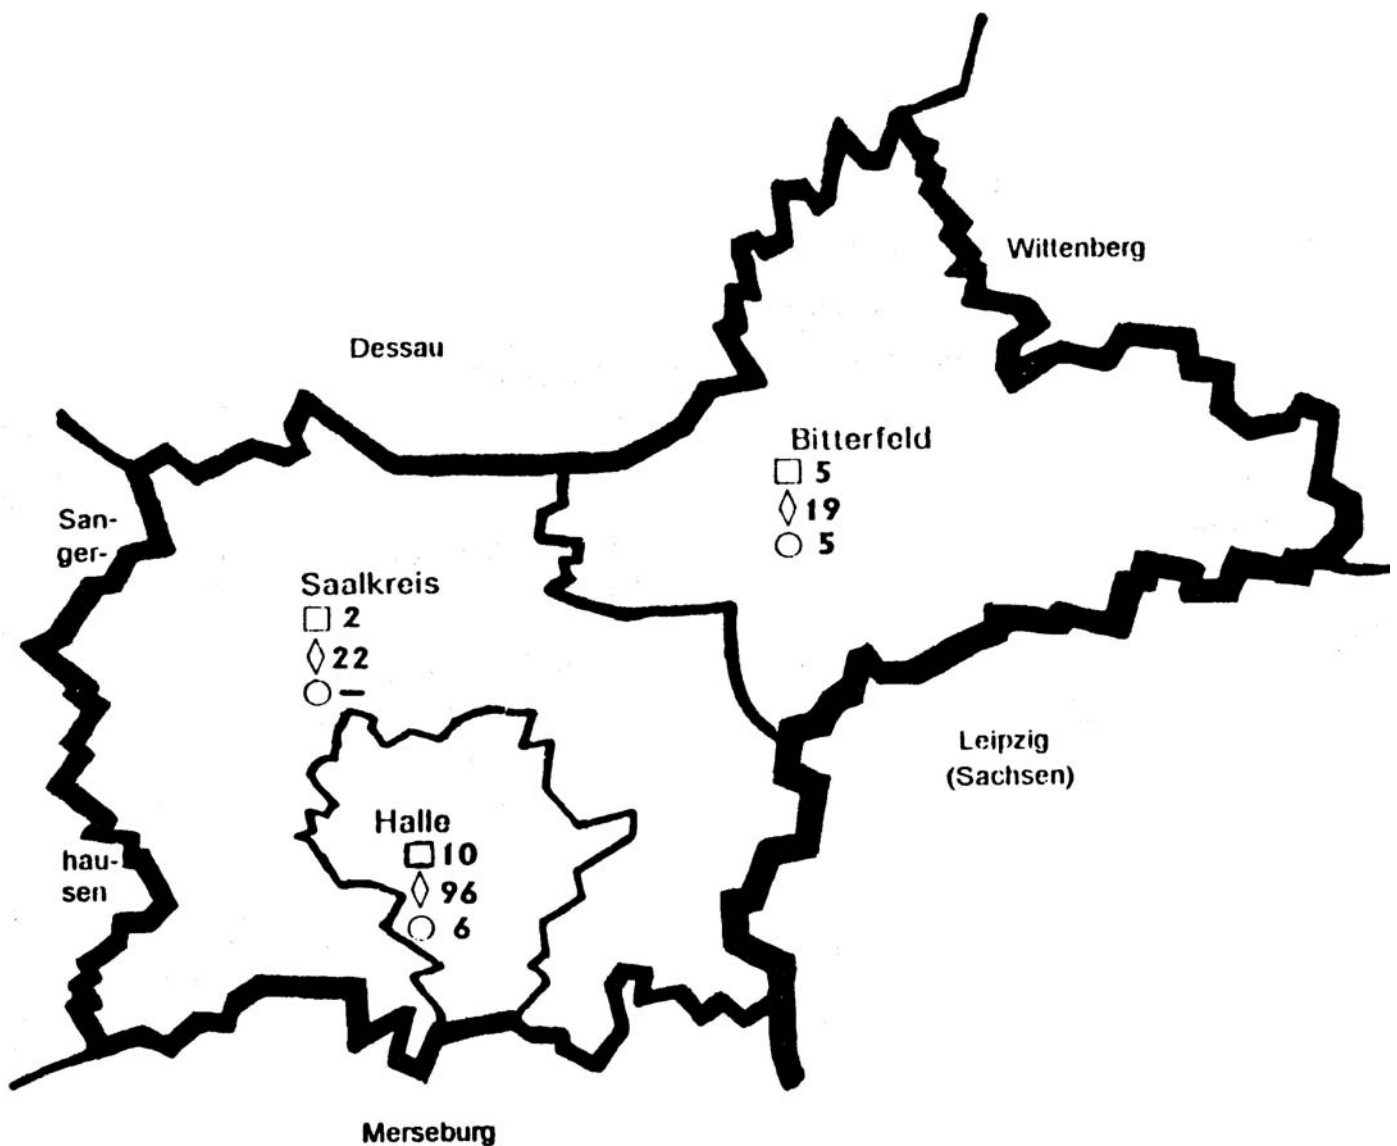 Wittenberg
Dessau
Bitterfeld
□ 5
◊ 19
○ 5
San-
ger-
Saalkreis
□ 2
◊ 22
○ –
Leipzig
(Sachsen)
Halle
□ 10
◊ 96
○ 6
hau-
sen
Merseburg